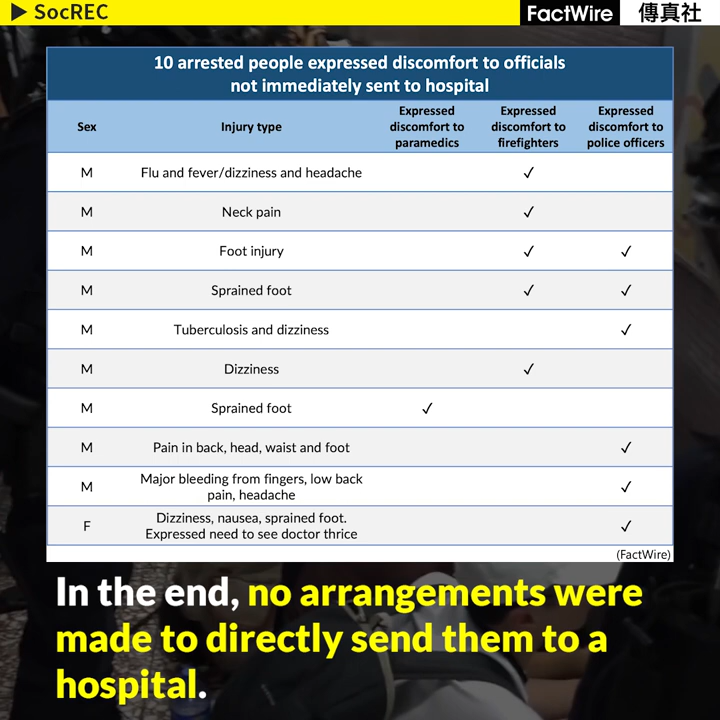 ▶ SocREC
FactWire 傳真社
10 arrested people expressed discomfort to officials
not immediately sent to hospital
Sex
Injury type
Expressed
discomfort to
paramedics
Expressed
discomfort to
firefighters
Expressed
discomfort to
police officers
M Flu and fever/dizziness and headache ✓
M Neck pain ✓
M Foot injury ✓ ✓
M Sprained foot ✓ ✓
M Tuberculosis and dizziness ✓
M Dizziness ✓
M Sprained foot ✓
M Pain in back, head, waist and foot ✓
M Major bleeding from fingers, low back
pain, headache ✓
F Dizziness, nausea, sprained foot.
Expressed need to see doctor thrice ✓
(FactWire)
In the end, no arrangements were
made to directly send them to a
hospital.